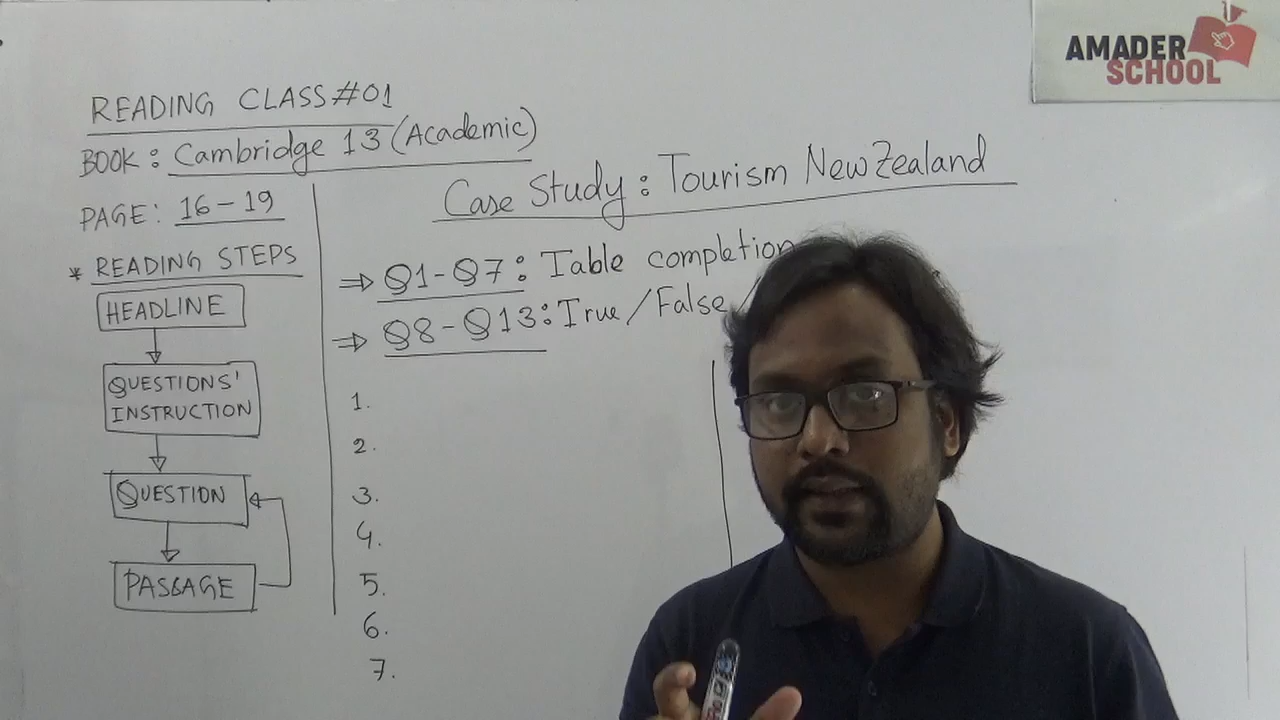 AMADER
SCHOOL
READING CLASS#01
BOOK: Cambridge 13 (Academic)
PAGE: 16-19
* READING STEPS
HEADLINE
QUESTIONS'
INSTRUCTION
QUESTION
PASSAGE
Case Study: Tourism New Zealand
⇒ Q1-Q7: Table completion
⇒ Q8-Q13: True/False/
1.
2.
3.
4.
5.
6.
7.